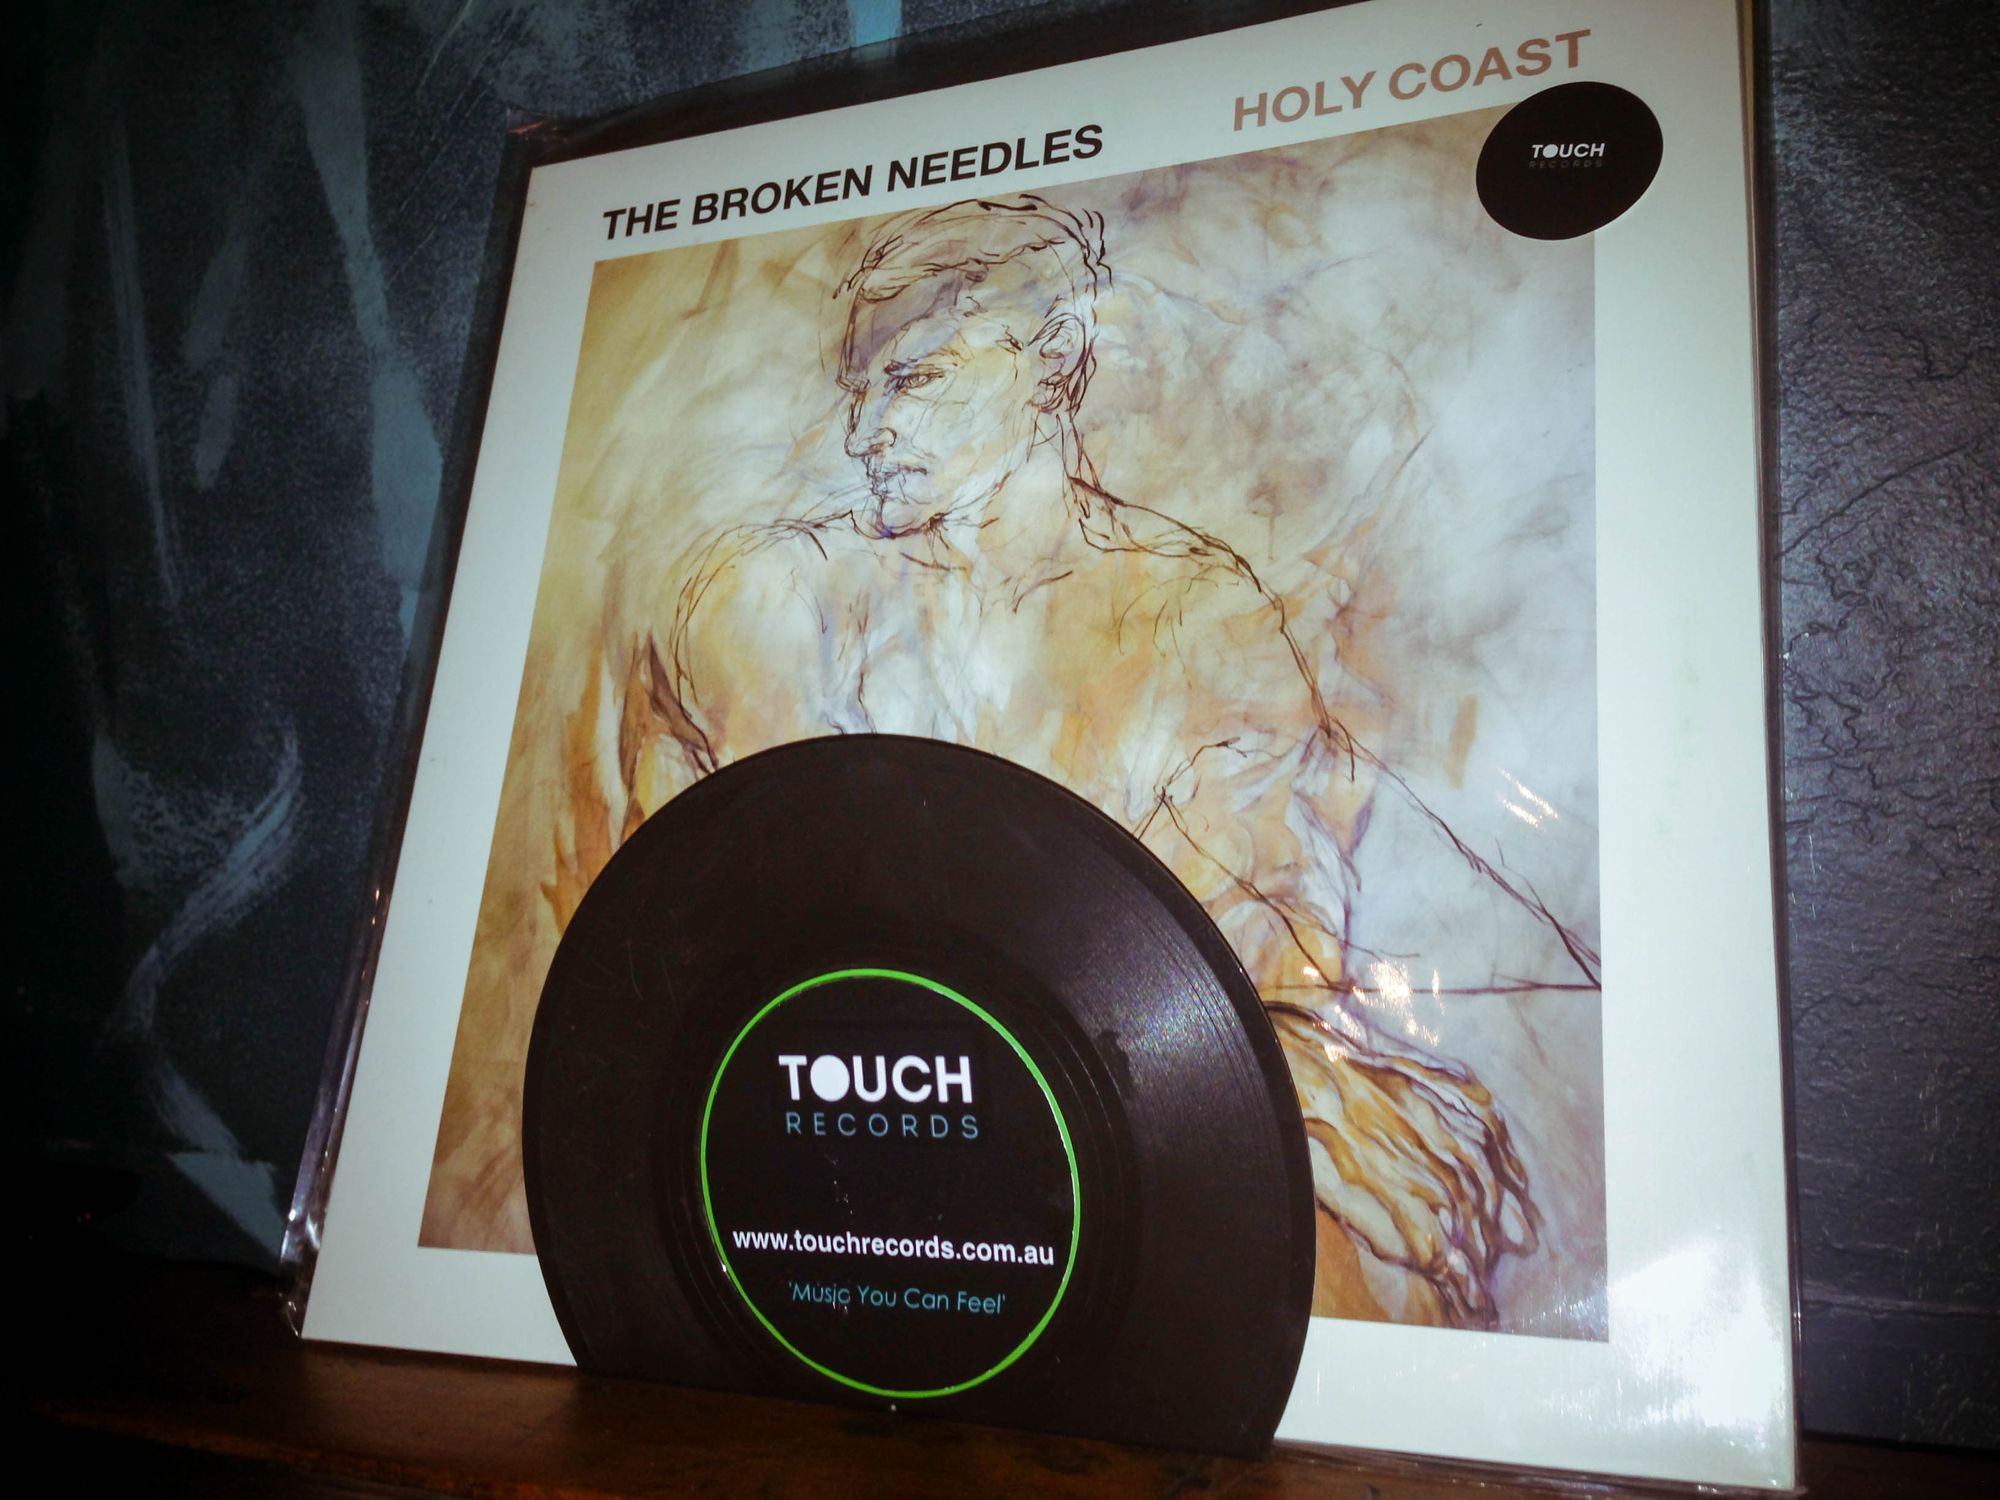 THE BROKEN NEEDLES
HOLY COAST
TOUCH
RECORDS
TOUCH
RECORDS
www.touchrecords.com.au
'Music You Can Feel'